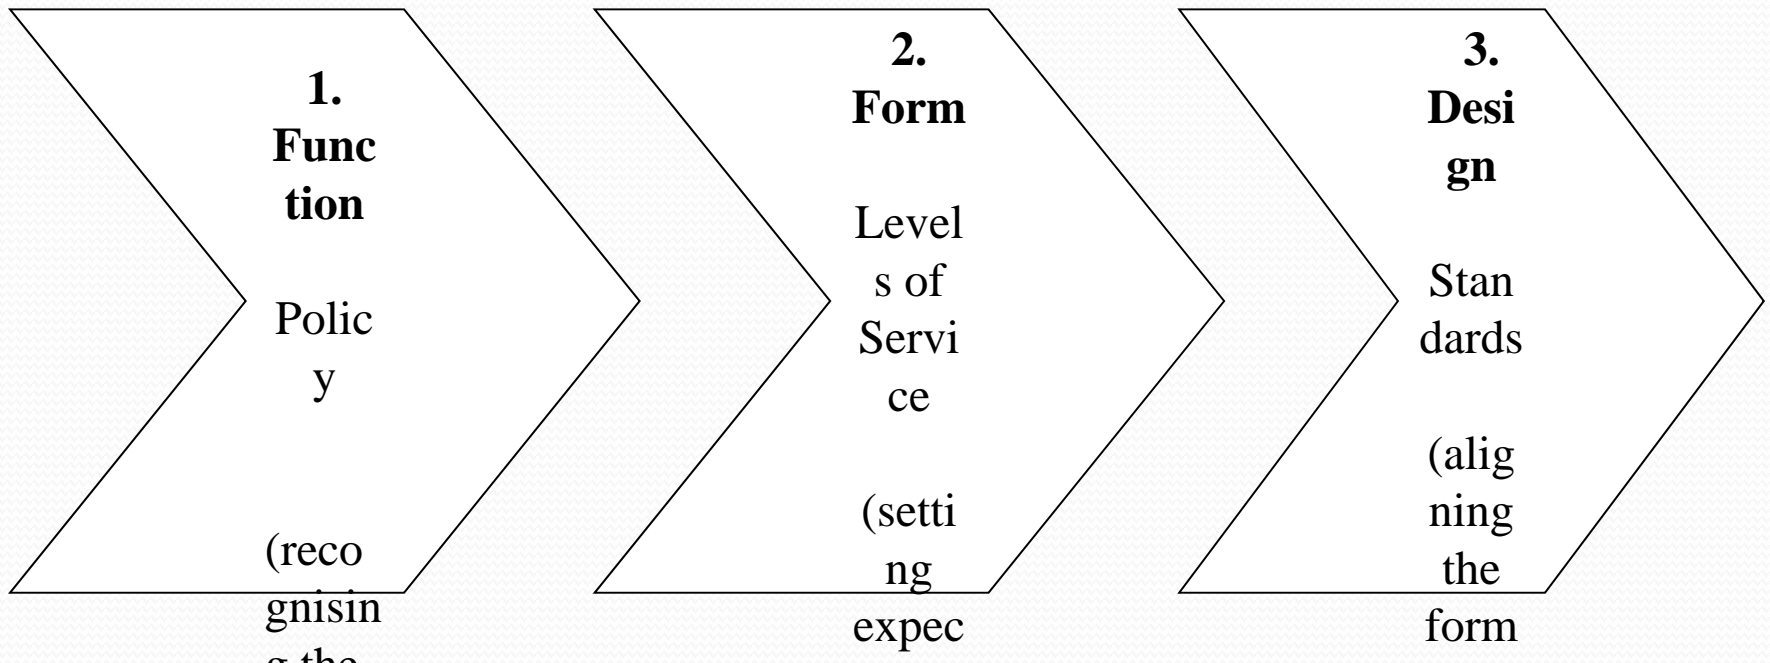 1.
Func
tion
Polic
y
(reco
gnisin
g the
2.
Form
Level
s of
Servi
ce
(setti
ng
expec
3.
Desi
gn
Stan
dards
(alig
ning
the
form